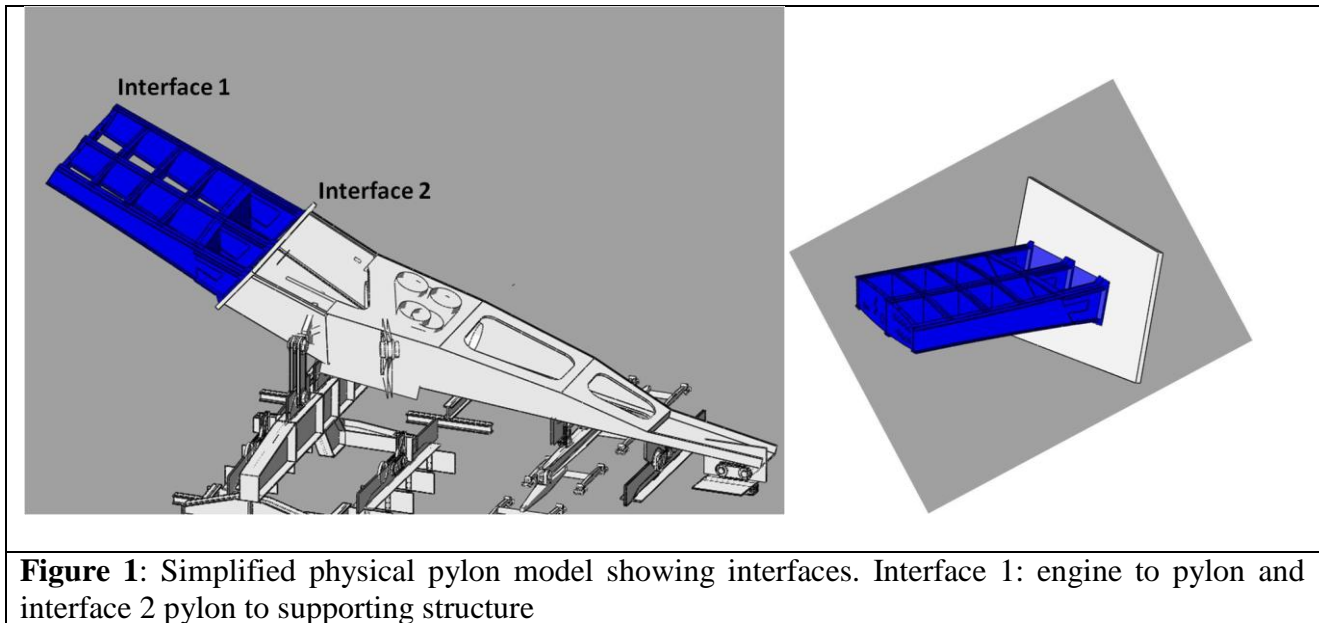 Interface 1
Interface 2
Figure 1: Simplified physical pylon model showing interfaces. Interface 1: engine to pylon and
interface 2 pylon to supporting structure